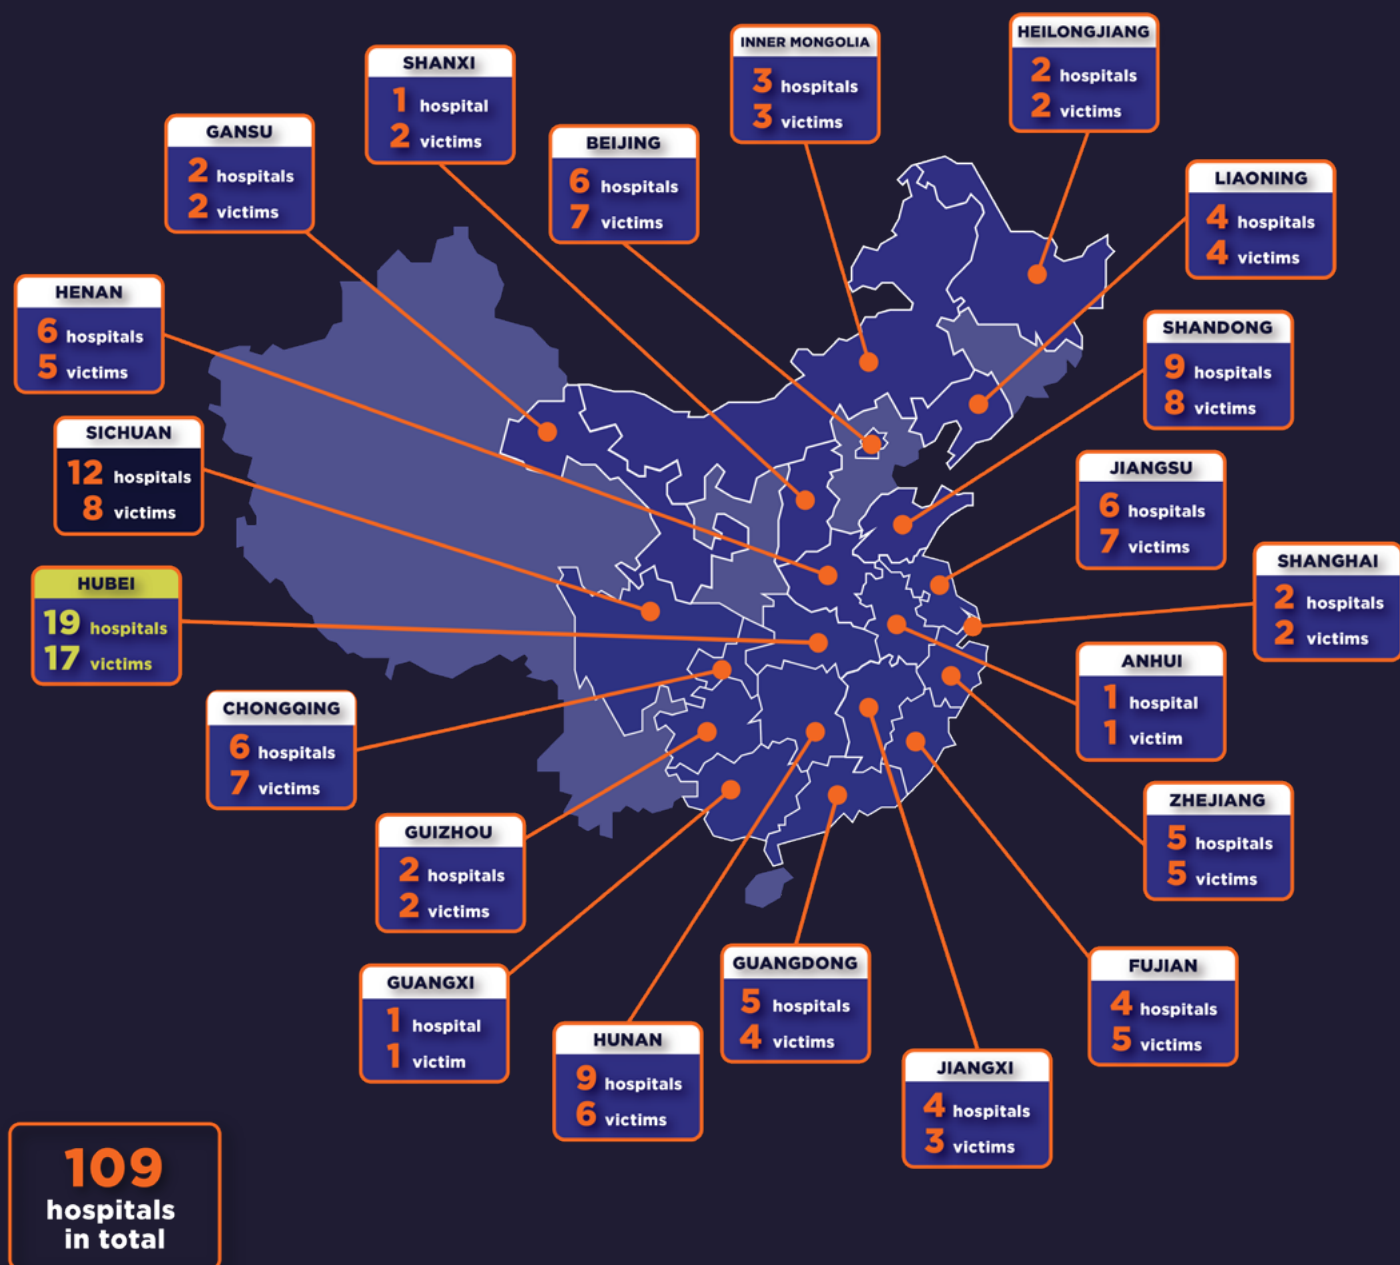 INNER MONGOLIA
3 hospitals
3 victims
HEILONGJIANG
2 hospitals
2 victims
SHANXI
1 hospital
2 victims
GANSU
2 hospitals
2 victims
BEIJING
6 hospitals
7 victims
LIAONING
4 hospitals
4 victims
HENAN
6 hospitals
5 victims
SHANDONG
9 hospitals
8 victims
SICHUAN
12 hospitals
8 victims
JIANGSU
6 hospitals
7 victims
HUBEI
19 hospitals
17 victims
SHANGHAI
2 hospitals
2 victims
ANHUI
1 hospital
1 victim
CHONGQING
6 hospitals
7 victims
ZHEJIANG
5 hospitals
5 victims
GUIZHOU
2 hospitals
2 victims
GUANGXI
1 hospital
1 victim
GUANGDONG
5 hospitals
4 victims
FUJIAN
4 hospitals
5 victims
HUNAN
9 hospitals
6 victims
JIANGXI
4 hospitals
3 victims
109
hospitals
in total